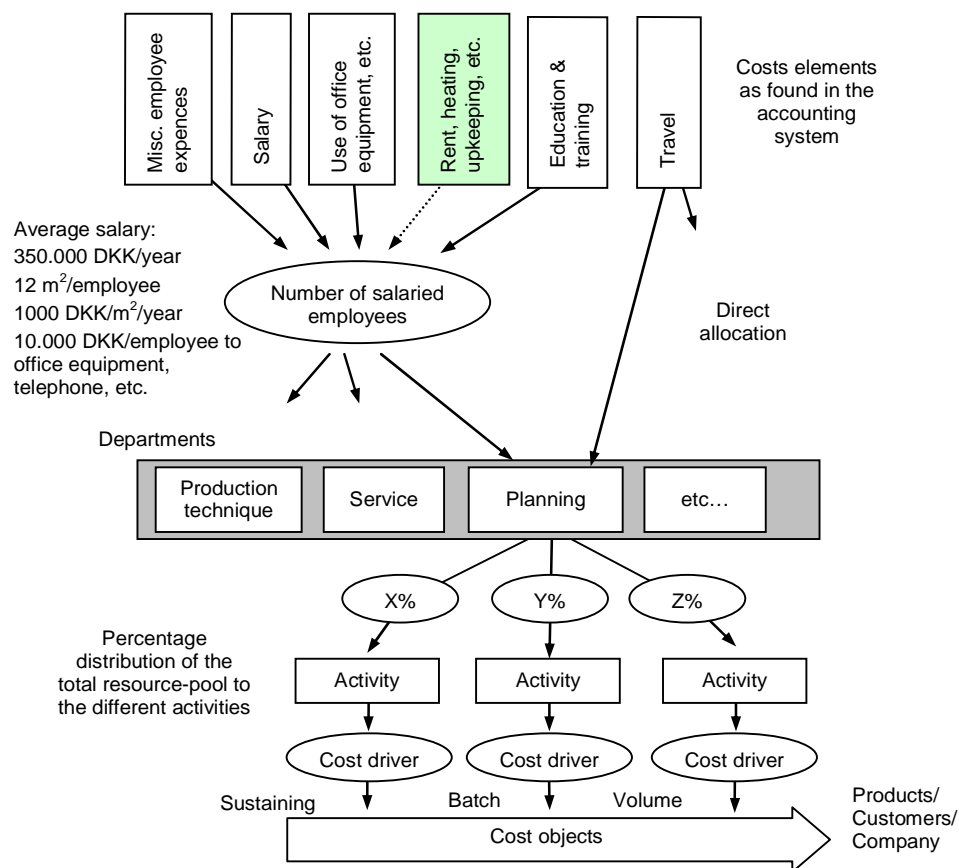 Misc. employee
expences
Salary
Use of office
equipment, etc.
Rent, heating,
upkeeping, etc.
Education &
training
Travel
Costs elements
as found in the
accounting
system
Average salary:
350.000 DKK/year
12 m²/employee
1000 DKK/m²/year
10.000 DKK/employee to
office equipment,
telephone, etc.
Number of salaried
employees
Direct
allocation
Departments
Production
technique
Service
Planning
etc…
X%
Y%
Z%
Percentage
distribution of the
total resource-pool to
the different activities
Activity
Activity
Activity
Cost driver
Cost driver
Cost driver
Sustaining
Batch
Volume
Cost objects
Products/
Customers/
Company